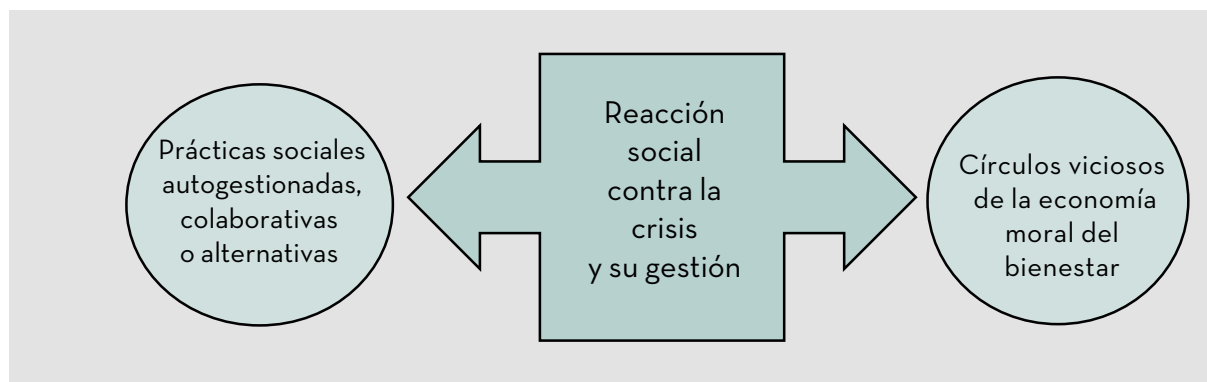 Prácticas sociales
autogestionadas,
colaborativas
o alternativas
Reacción
social
contra la
crisis
y su gestión
Círculos viciosos
de la economía
moral del
bienestar